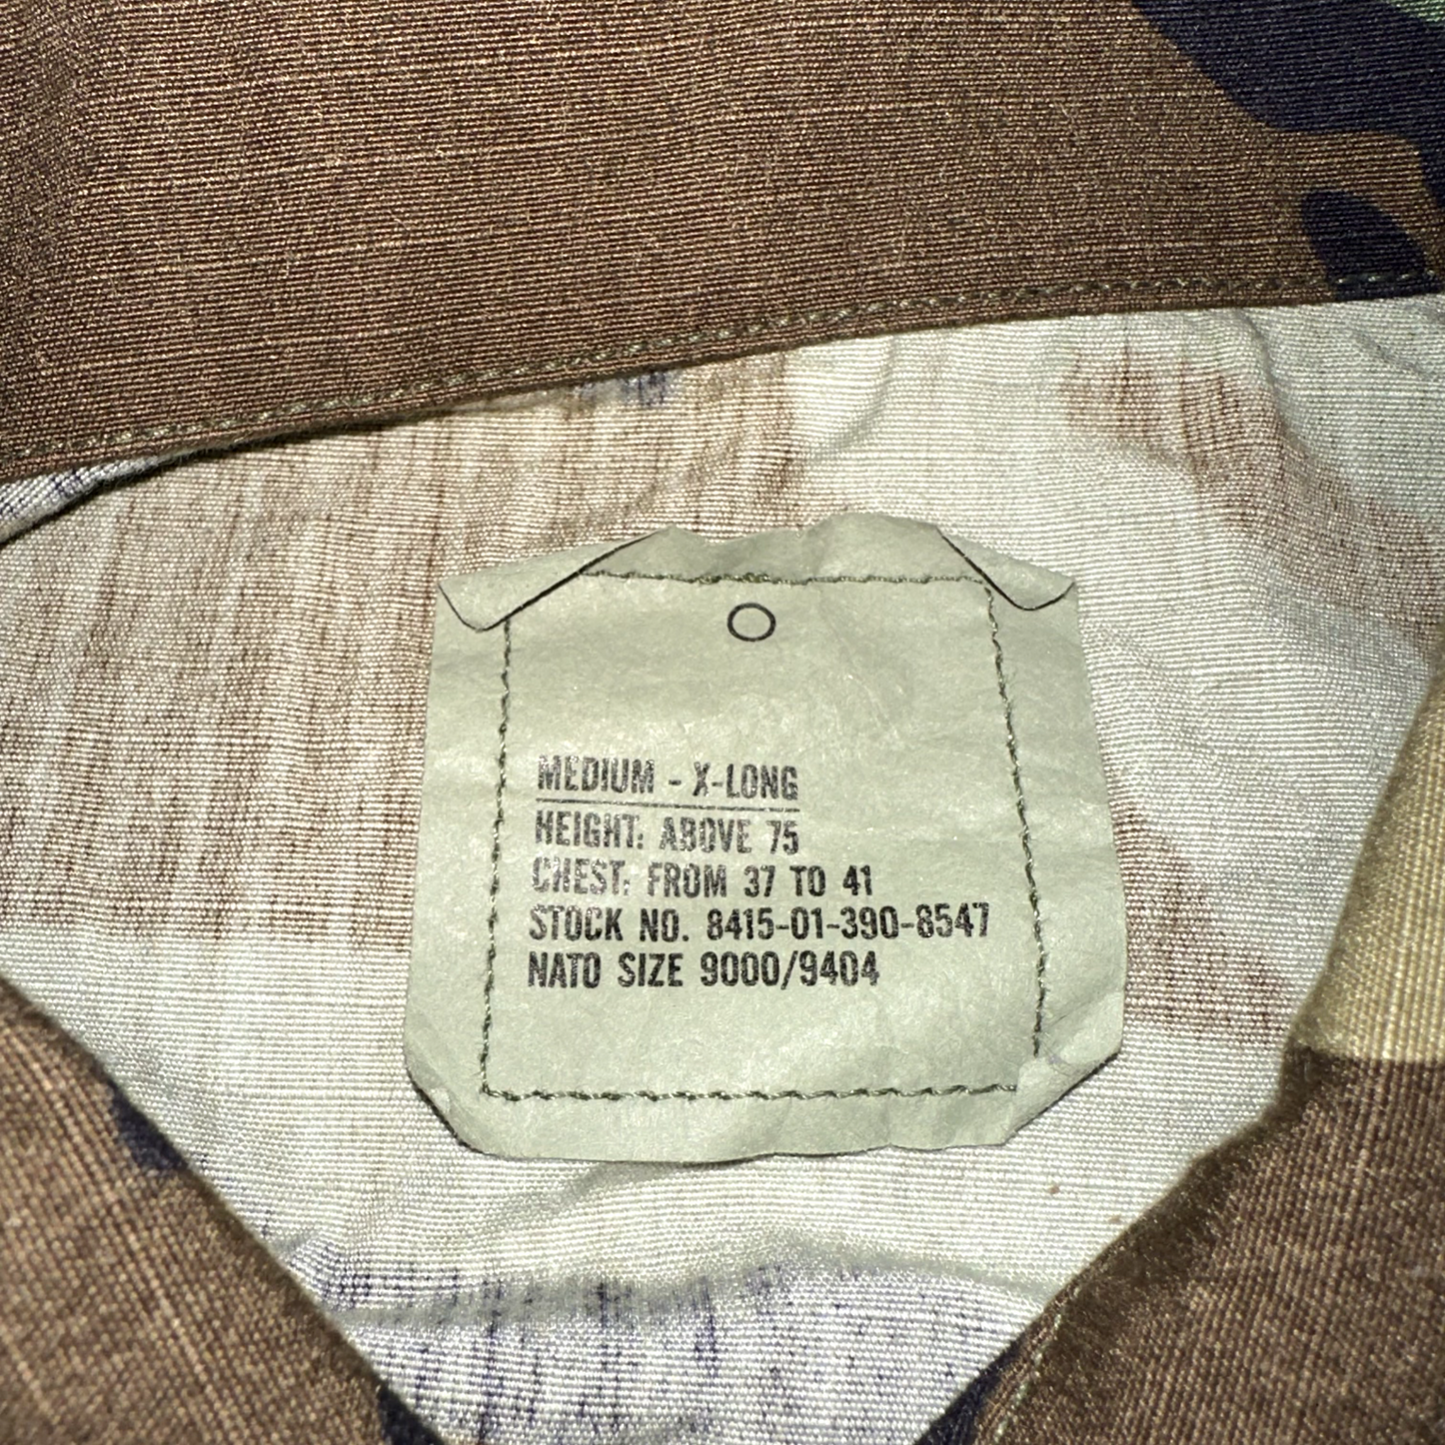 MEDIUM - X-LONG
HEIGHT: ABOVE 75
CHEST: FROM 37 TO 41
STOCK NO. 8415-01-390-8547
NATO SIZE 9000/9404